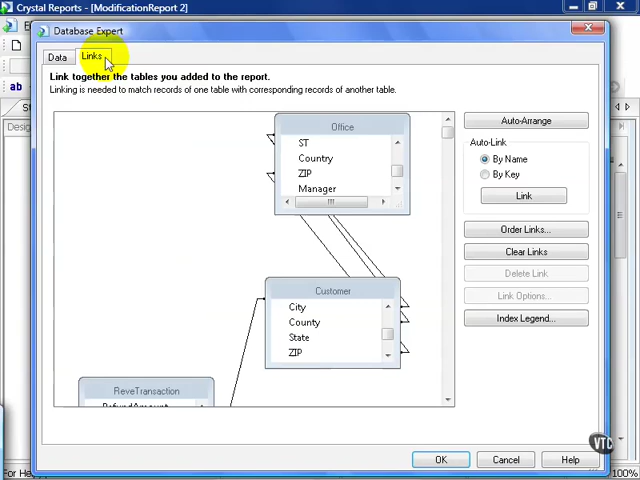 Crystal Reports - [ModificationReport 2]
Database Expert
Data
Links
Link together the tables you added to the report.
Linking is needed to match records of one table with corresponding records of another table.
Office
ST
Country
ZIP
Manager
Customer
City
County
State
ZIP
ReveTransaction
RefundAmount
Auto-Arrange
Auto-Link
By Name
By Key
Link
Order Links...
Clear Links
Delete Link
Link Options...
Index Legend...
OK
Cancel
Help
ab
VTC
100%